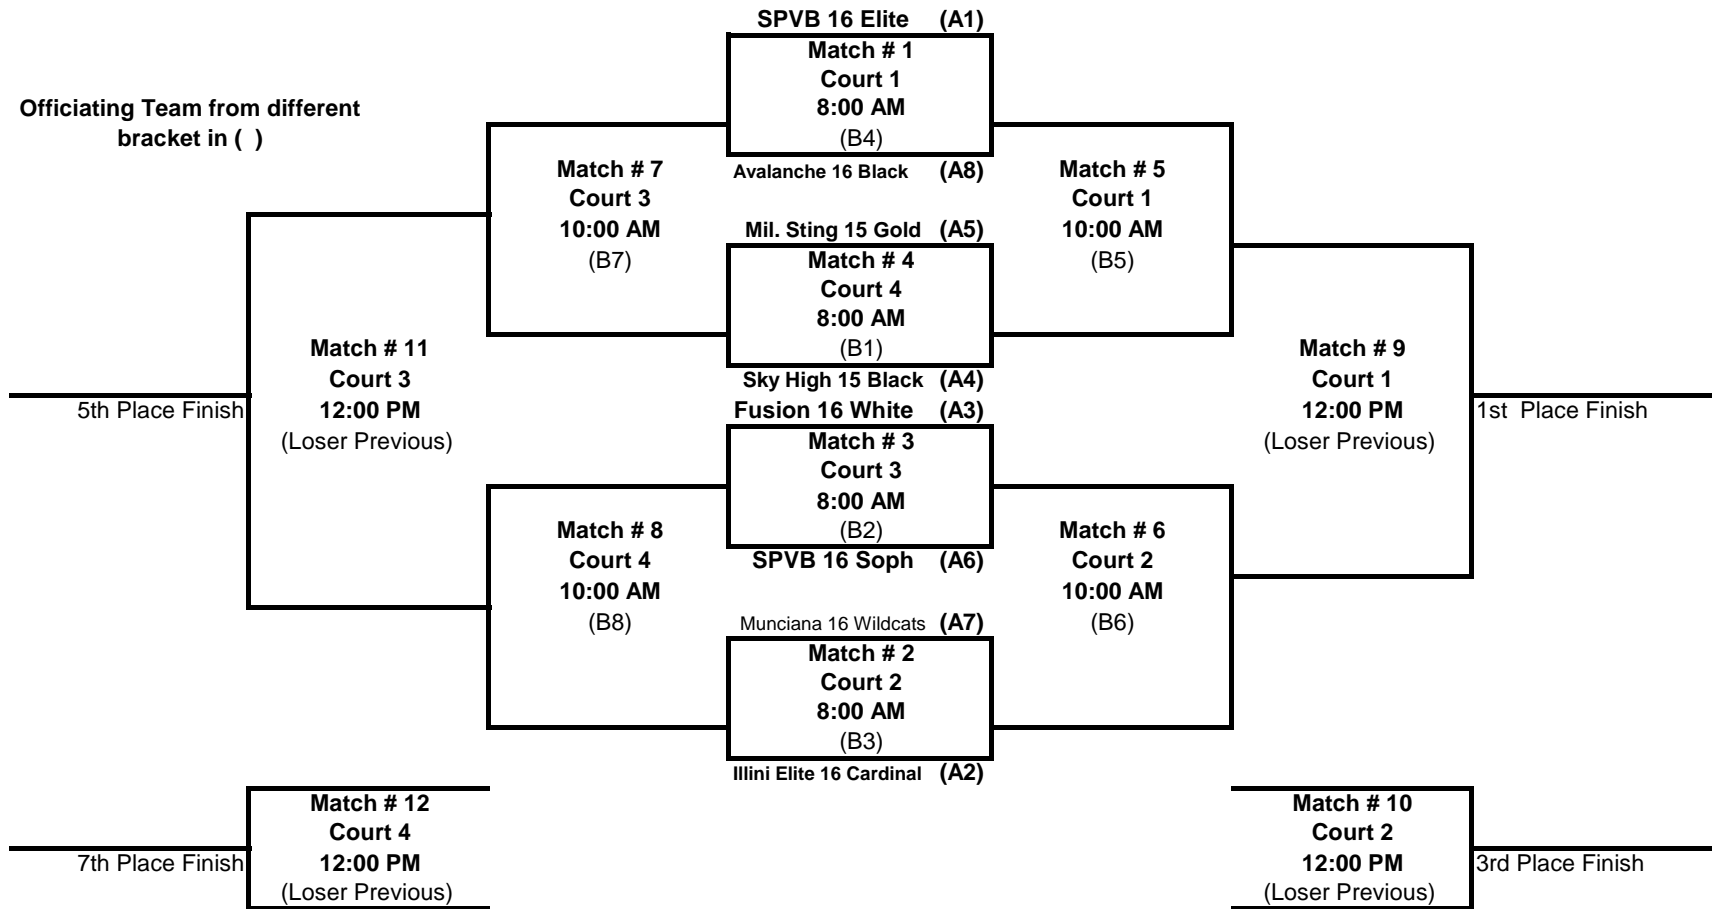 SPVB 16 Elite (A1)
Match # 1
Court 1
8:00 AM
(B4)
Avalanche 16 Black (A8)
Officiating Team from different
bracket in ( )
Match # 7
Court 3
10:00 AM
(B7)
Match # 5
Court 1
10:00 AM
(B5)
Mil. Sting 15 Gold (A5)
Match # 4
Court 4
8:00 AM
(B1)
Sky High 15 Black (A4)
Match # 11
Court 3
12:00 PM
(Loser Previous)
5th Place Finish
Match # 9
Court 1
12:00 PM
(Loser Previous)
1st Place Finish
Fusion 16 White (A3)
Match # 3
Court 3
8:00 AM
(B2)
SPVB 16 Soph (A6)
Match # 8
Court 4
10:00 AM
(B8)
Match # 6
Court 2
10:00 AM
(B6)
Munciana 16 Wildcats (A7)
Match # 2
Court 2
8:00 AM
(B3)
Illini Elite 16 Cardinal (A2)
Match # 12
Court 4
12:00 PM
(Loser Previous)
7th Place Finish
Match # 10
Court 2
12:00 PM
(Loser Previous)
3rd Place Finish